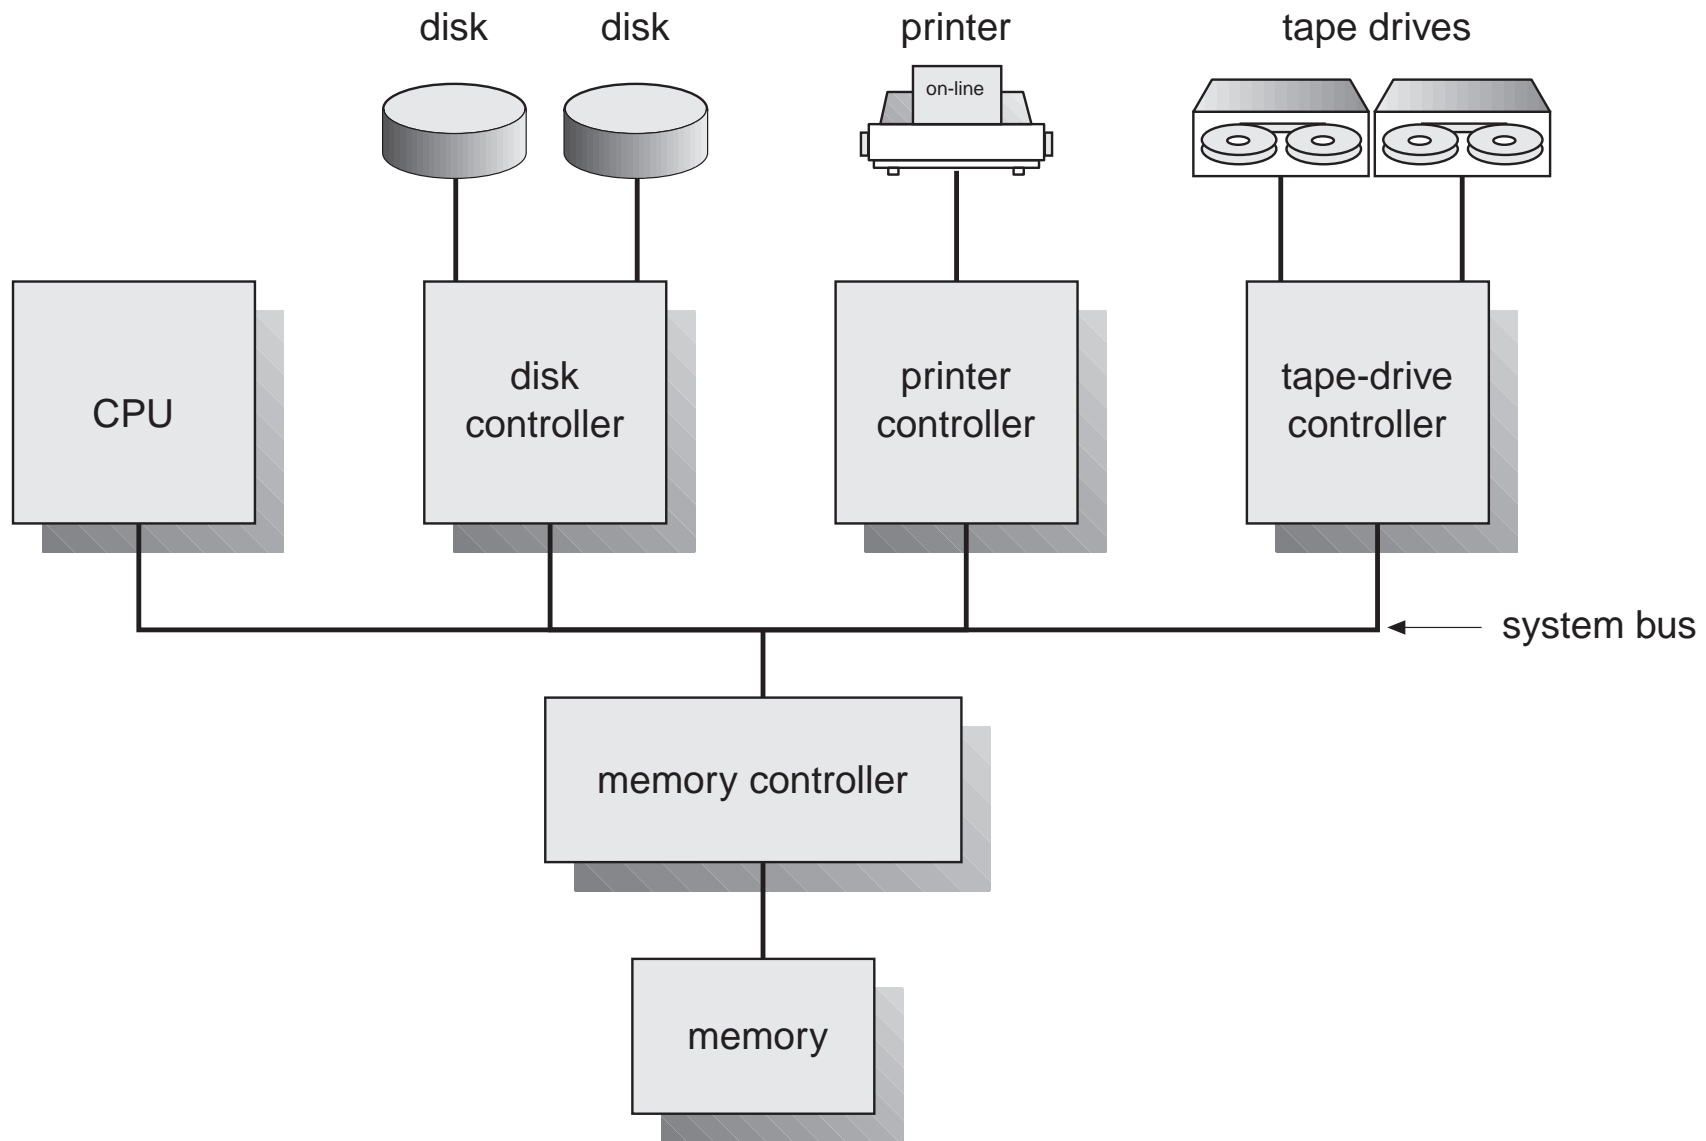 disk
disk
printer
tape drives
on-line
CPU
disk
controller
printer
controller
tape-drive
controller
system bus
memory controller
memory